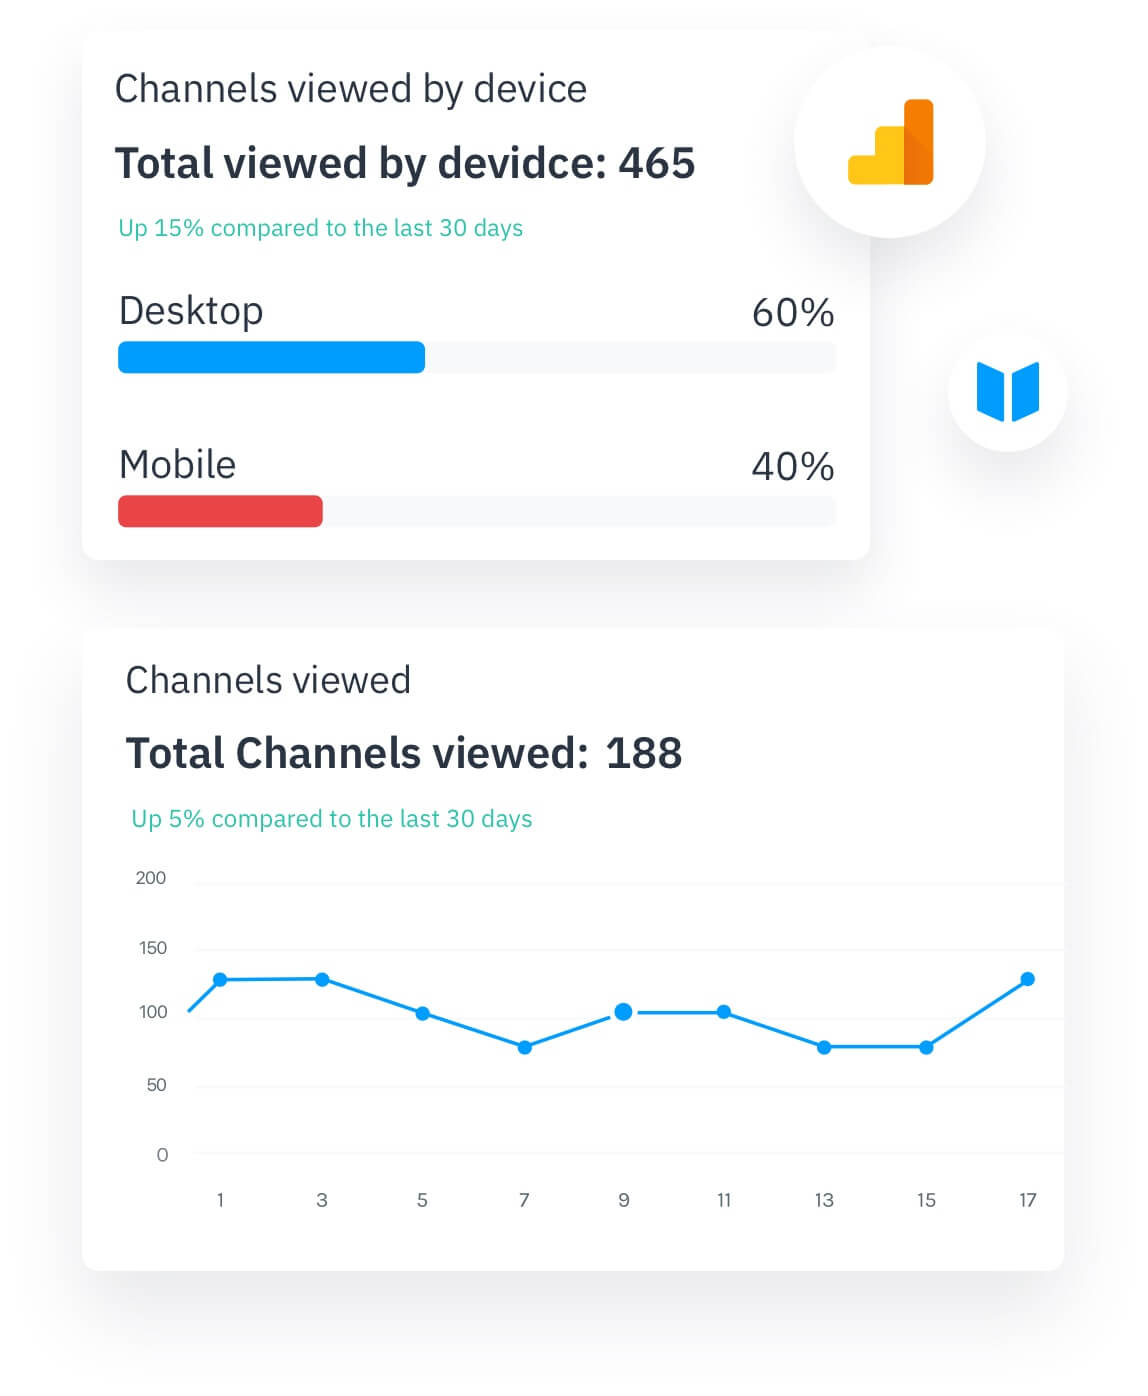 Channels viewed by device
Total viewed by devidce: 465
Up 15% compared to the last 30 days
Desktop 60%
Mobile 40%
Channels viewed
Total Channels viewed: 188
Up 5% compared to the last 30 days
200
150
100
50
0
1 3 5 7 9 11 13 15 17